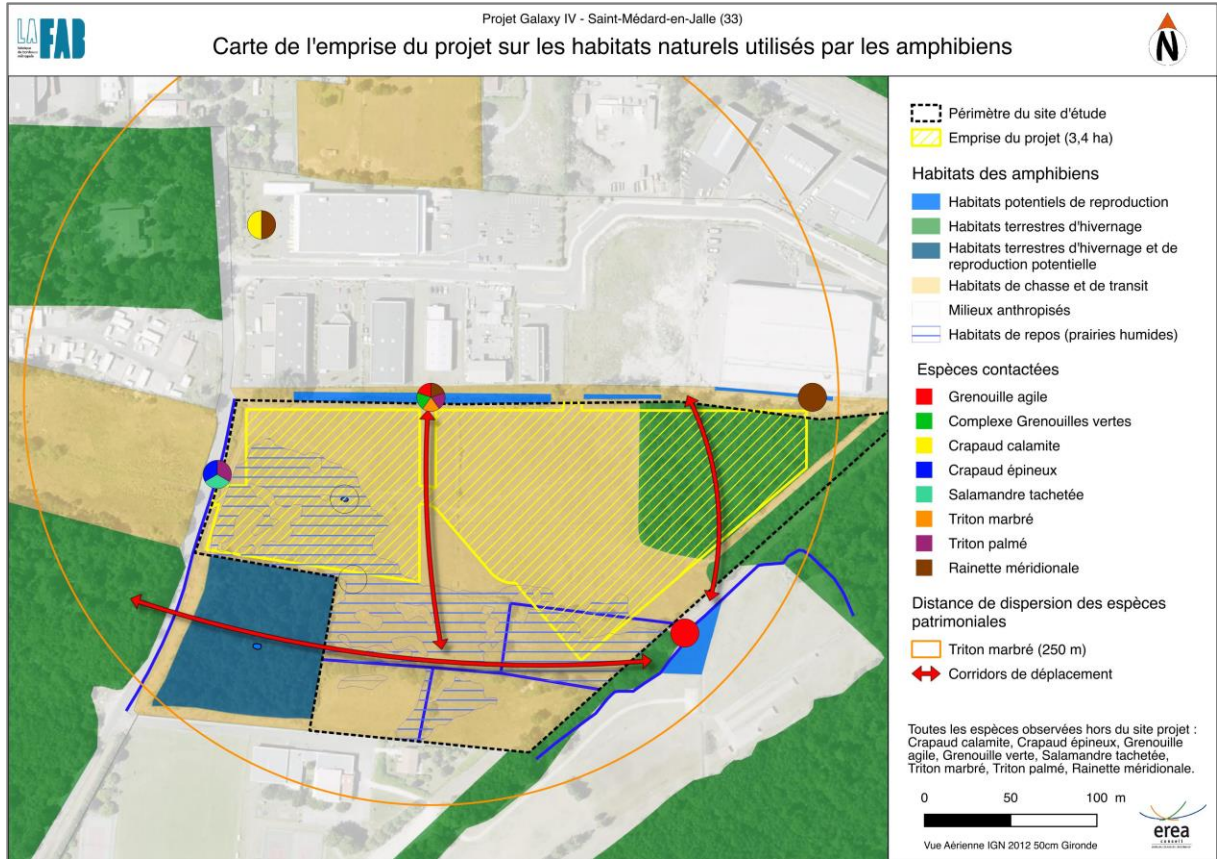 LA
FAB
Projet Galaxy IV - Saint-Médard-en-Jalle (33)
Carte de l'emprise du projet sur les habitats naturels utilisés par les amphibiens
N
Périmètre du site d'étude
Emprise du projet (3,4 ha)
Habitats des amphibiens
Habitats potentiels de reproduction
Habitats terrestres d'hivernage
Habitats terrestres d'hivernage et de
reproduction potentielle
Habitats de chasse et de transit
Milieux anthropisés
Habitats de repos (prairies humides)
Espèces contactées
Grenouille agile
Complexe Grenouilles vertes
Crapaud calamite
Crapaud épineux
Salamandre tachetée
Triton marbré
Triton palmé
Rainette méridionale
Distance de dispersion des espèces
patrimoniales
Triton marbré (250 m)
Corridors de déplacement
Toutes les espèces observées hors du site projet :
Crapaud calamite, Crapaud épineux, Grenouille
agile, Grenouille verte, Salamandre tachetée,
Triton marbré, Triton palmé, Rainette méridionale.
0 50 100 m
Vue Aérienne IGN 2012 50cm Gironde
erea
conseil